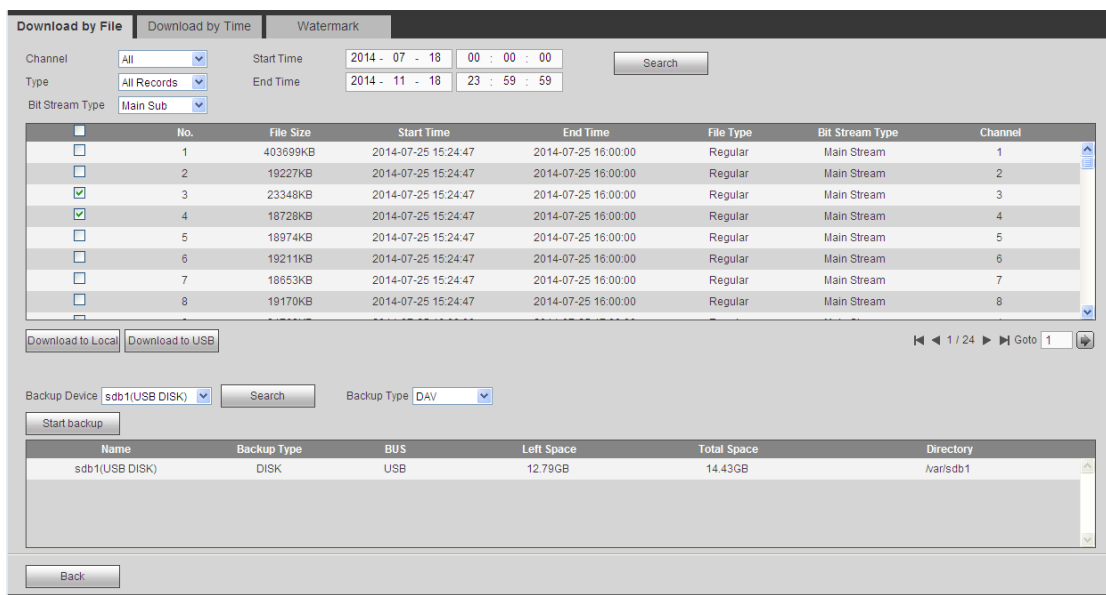 Download by File Download by Time Watermark
Channel All Start Time 2014 - 07 - 18 00 : 00 : 00 Search
Type All Records End Time 2014 - 11 - 18 23 : 59 : 59
Bit Stream Type Main Sub
No. File Size Start Time End Time File Type Bit Stream Type Channel
1 403699KB 2014-07-25 15:24:47 2014-07-25 16:00:00 Regular Main Stream 1
2 19227KB 2014-07-25 15:24:47 2014-07-25 16:00:00 Regular Main Stream 2
3 23348KB 2014-07-25 15:24:47 2014-07-25 16:00:00 Regular Main Stream 3
4 18728KB 2014-07-25 15:24:47 2014-07-25 16:00:00 Regular Main Stream 4
5 18974KB 2014-07-25 15:24:47 2014-07-25 16:00:00 Regular Main Stream 5
6 19211KB 2014-07-25 15:24:47 2014-07-25 16:00:00 Regular Main Stream 6
7 18653KB 2014-07-25 15:24:47 2014-07-25 16:00:00 Regular Main Stream 7
8 19170KB 2014-07-25 15:24:47 2014-07-25 16:00:00 Regular Main Stream 8
Download to Local Download to USB 1 / 24 Goto 1
Backup Device sdb1(USB DISK) Search Backup Type DAV
Start backup
Name Backup Type BUS Left Space Total Space Directory
sdb1(USB DISK) DISK USB 12.79GB 14.43GB /var/sdb1
Back